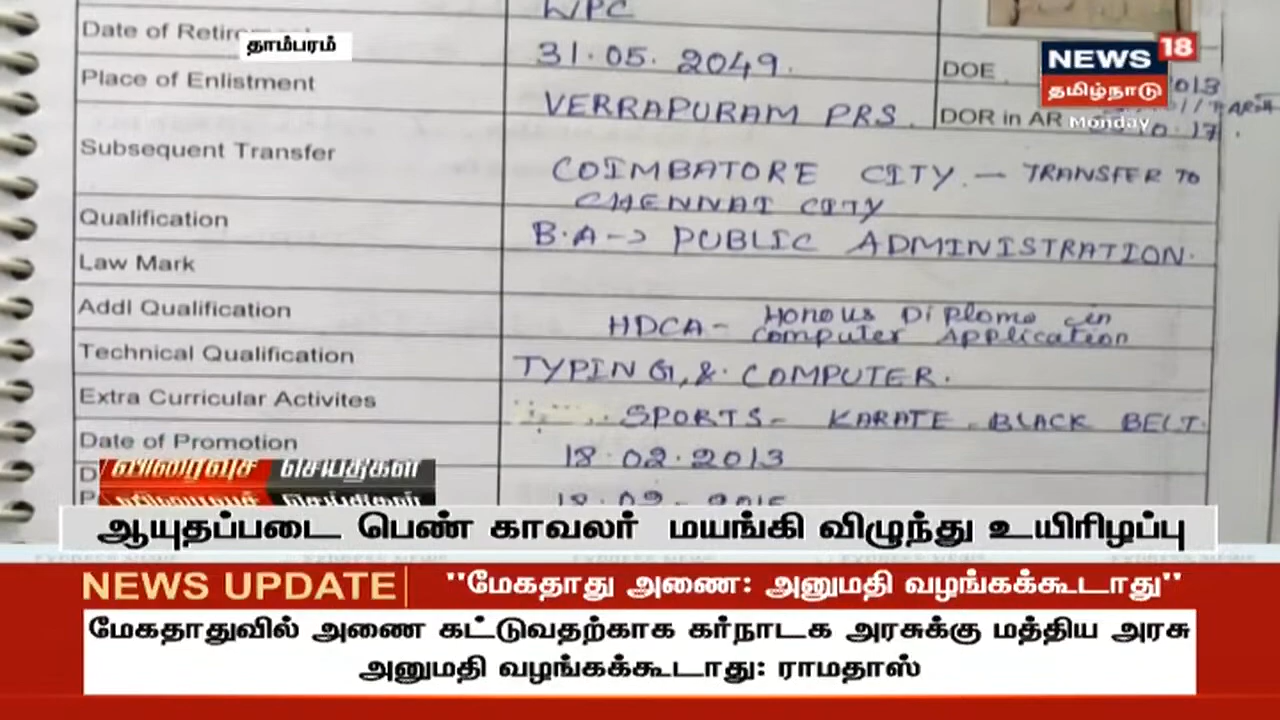 WPC
Date of
தாம்பரம்
31.05.2049.
DOE
NEWS 18
தமிழ்நாடு
Monday
Place of Enlistment
VERRAPURAM PRS.
DOR in AR
Subsequent Transfer
COIMBATORE CITY. - TRANSFER TO
CHENNAI CITY
Qualification
B.A-> PUBLIC ADMINISTRATION.
Law Mark
Addl Qualification
HDCA- Honous Diploma in
Computer Application
Technical Qualification
TYPING, &. COMPUTER.
Extra Curricular Activites
SPORTS- KARATE BLACK BELT.
Date of Promotion
18.02.2013
விரைவுச் செய்திகள்
ஆயுதப்படை பெண் காவலர் மயங்கி விழுந்து உயிரிழப்பு
NEWS UPDATE
"மேகதாது அணை: அனுமதி வழங்கக்கூடாது"
மேகதாதுவில் அணை கட்டுவதற்காக கர்நாடக அரசுக்கு மத்திய அரசு
அனுமதி வழங்கக்கூடாது: ராமதாஸ்